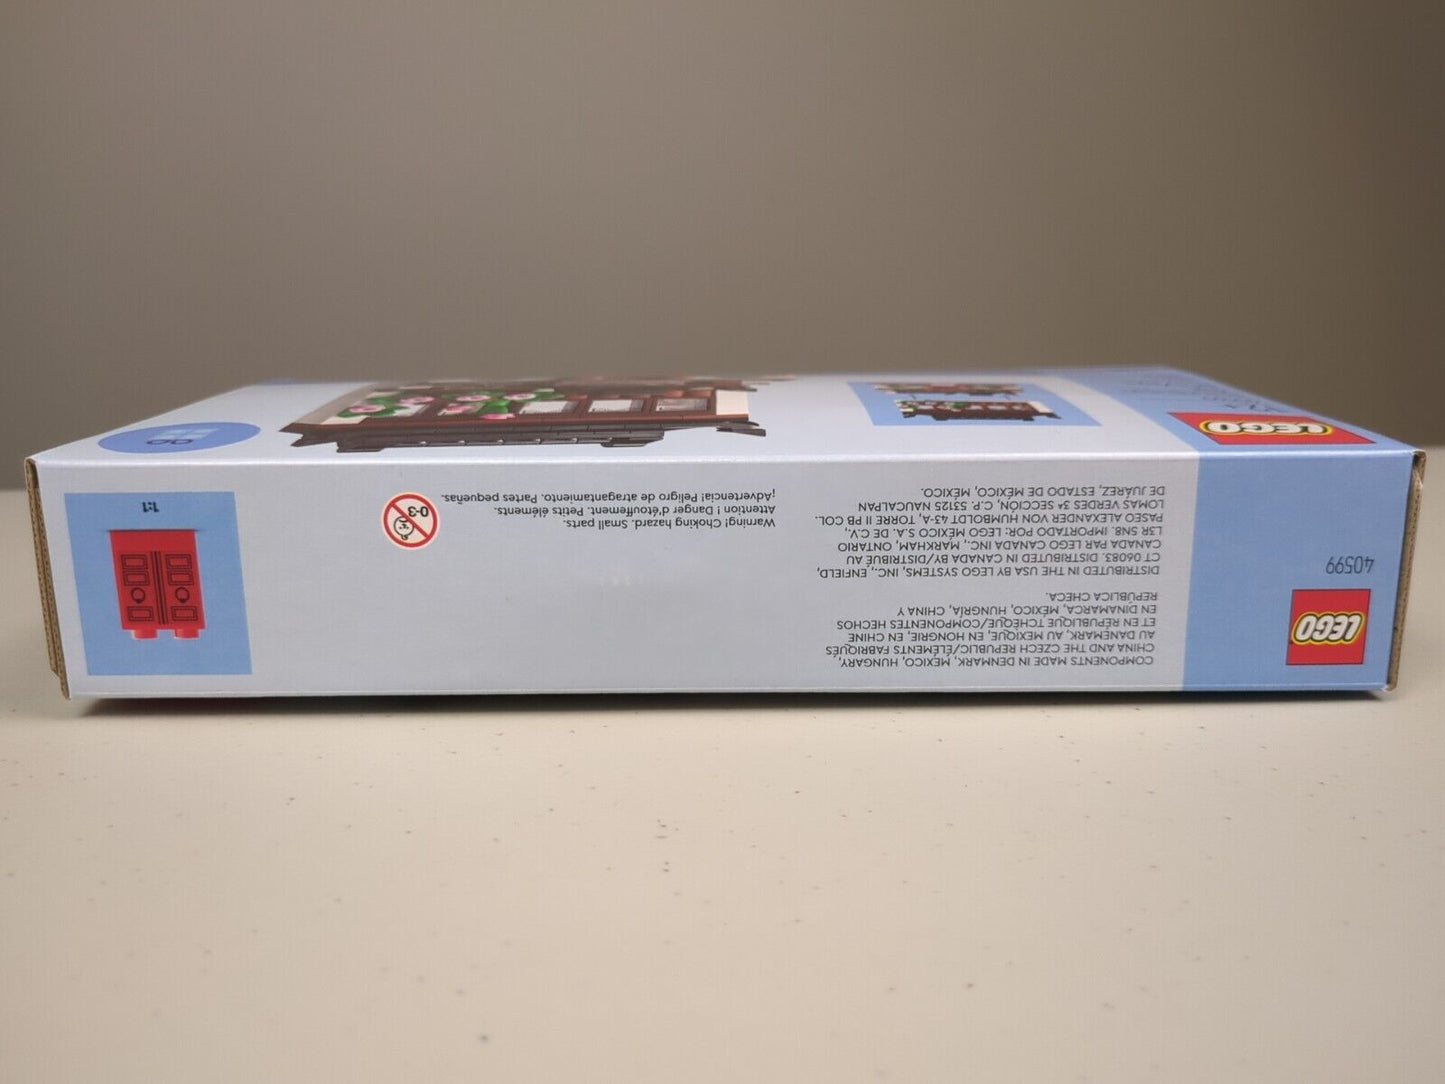 LEGO
40599
COMPONENTS MADE IN DENMARK, MEXICO, HUNGARY,
CHINA AND THE CZECH REPUBLIC/ÉLÉMENTS FABRIQUÉS
AU DANEMARK, AU MEXIQUE, EN HONGRIE, EN CHINE
ET EN RÉPUBLIQUE TCHÈQUE/COMPONENTES HECHOS
EN DINAMARCA, MÉXICO, HUNGRÍA, CHINA Y
REPÚBLICA CHECA.
DISTRIBUTED IN THE USA BY LEGO SYSTEMS, INC., ENFIELD,
CT 06083. DISTRIBUTED IN CANADA BY/DISTRIBUÉ AU
CANADA PAR LEGO CANADA INC., MARKHAM, ONTARIO
L3R 5N8. IMPORTADO POR: LEGO MÉXICO S.A. DE C.V.,
PASEO ALEXANDER VON HUMBOLDT 43-A, TORRE II PB COL.
LOMAS VERDES 3ª SECCIÓN, C.P. 53125 NAUCALPAN
DE JUÁREZ, ESTADO DE MÉXICO, MÉXICO.
Warning! Choking hazard. Small parts.
Attention ! Danger d'étouffement. Petits éléments.
¡Advertencia! Peligro de atragantamiento. Partes pequeñas.
0-3
1:1
LEGO